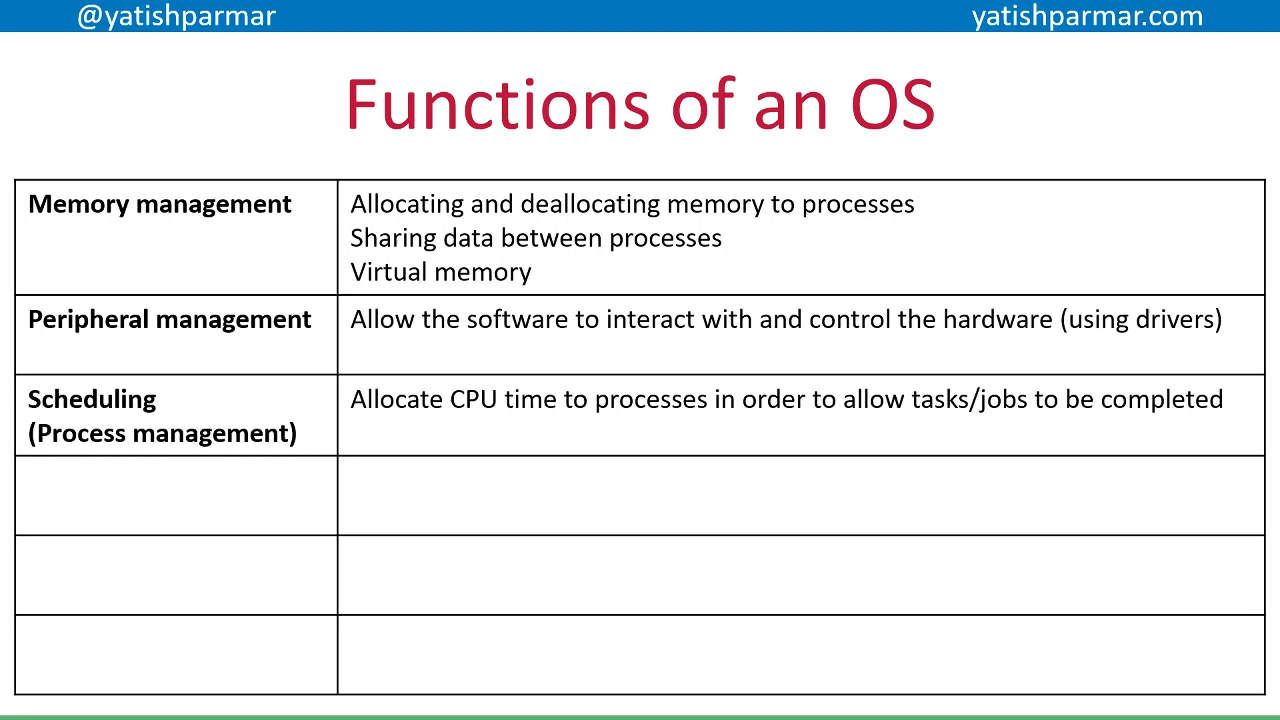 @yatishparmar
yatishparmar.com
Functions of an OS
Memory management
Allocating and deallocating memory to processes
Sharing data between processes
Virtual memory
Peripheral management
Allow the software to interact with and control the hardware (using drivers)
Scheduling
(Process management)
Allocate CPU time to processes in order to allow tasks/jobs to be completed